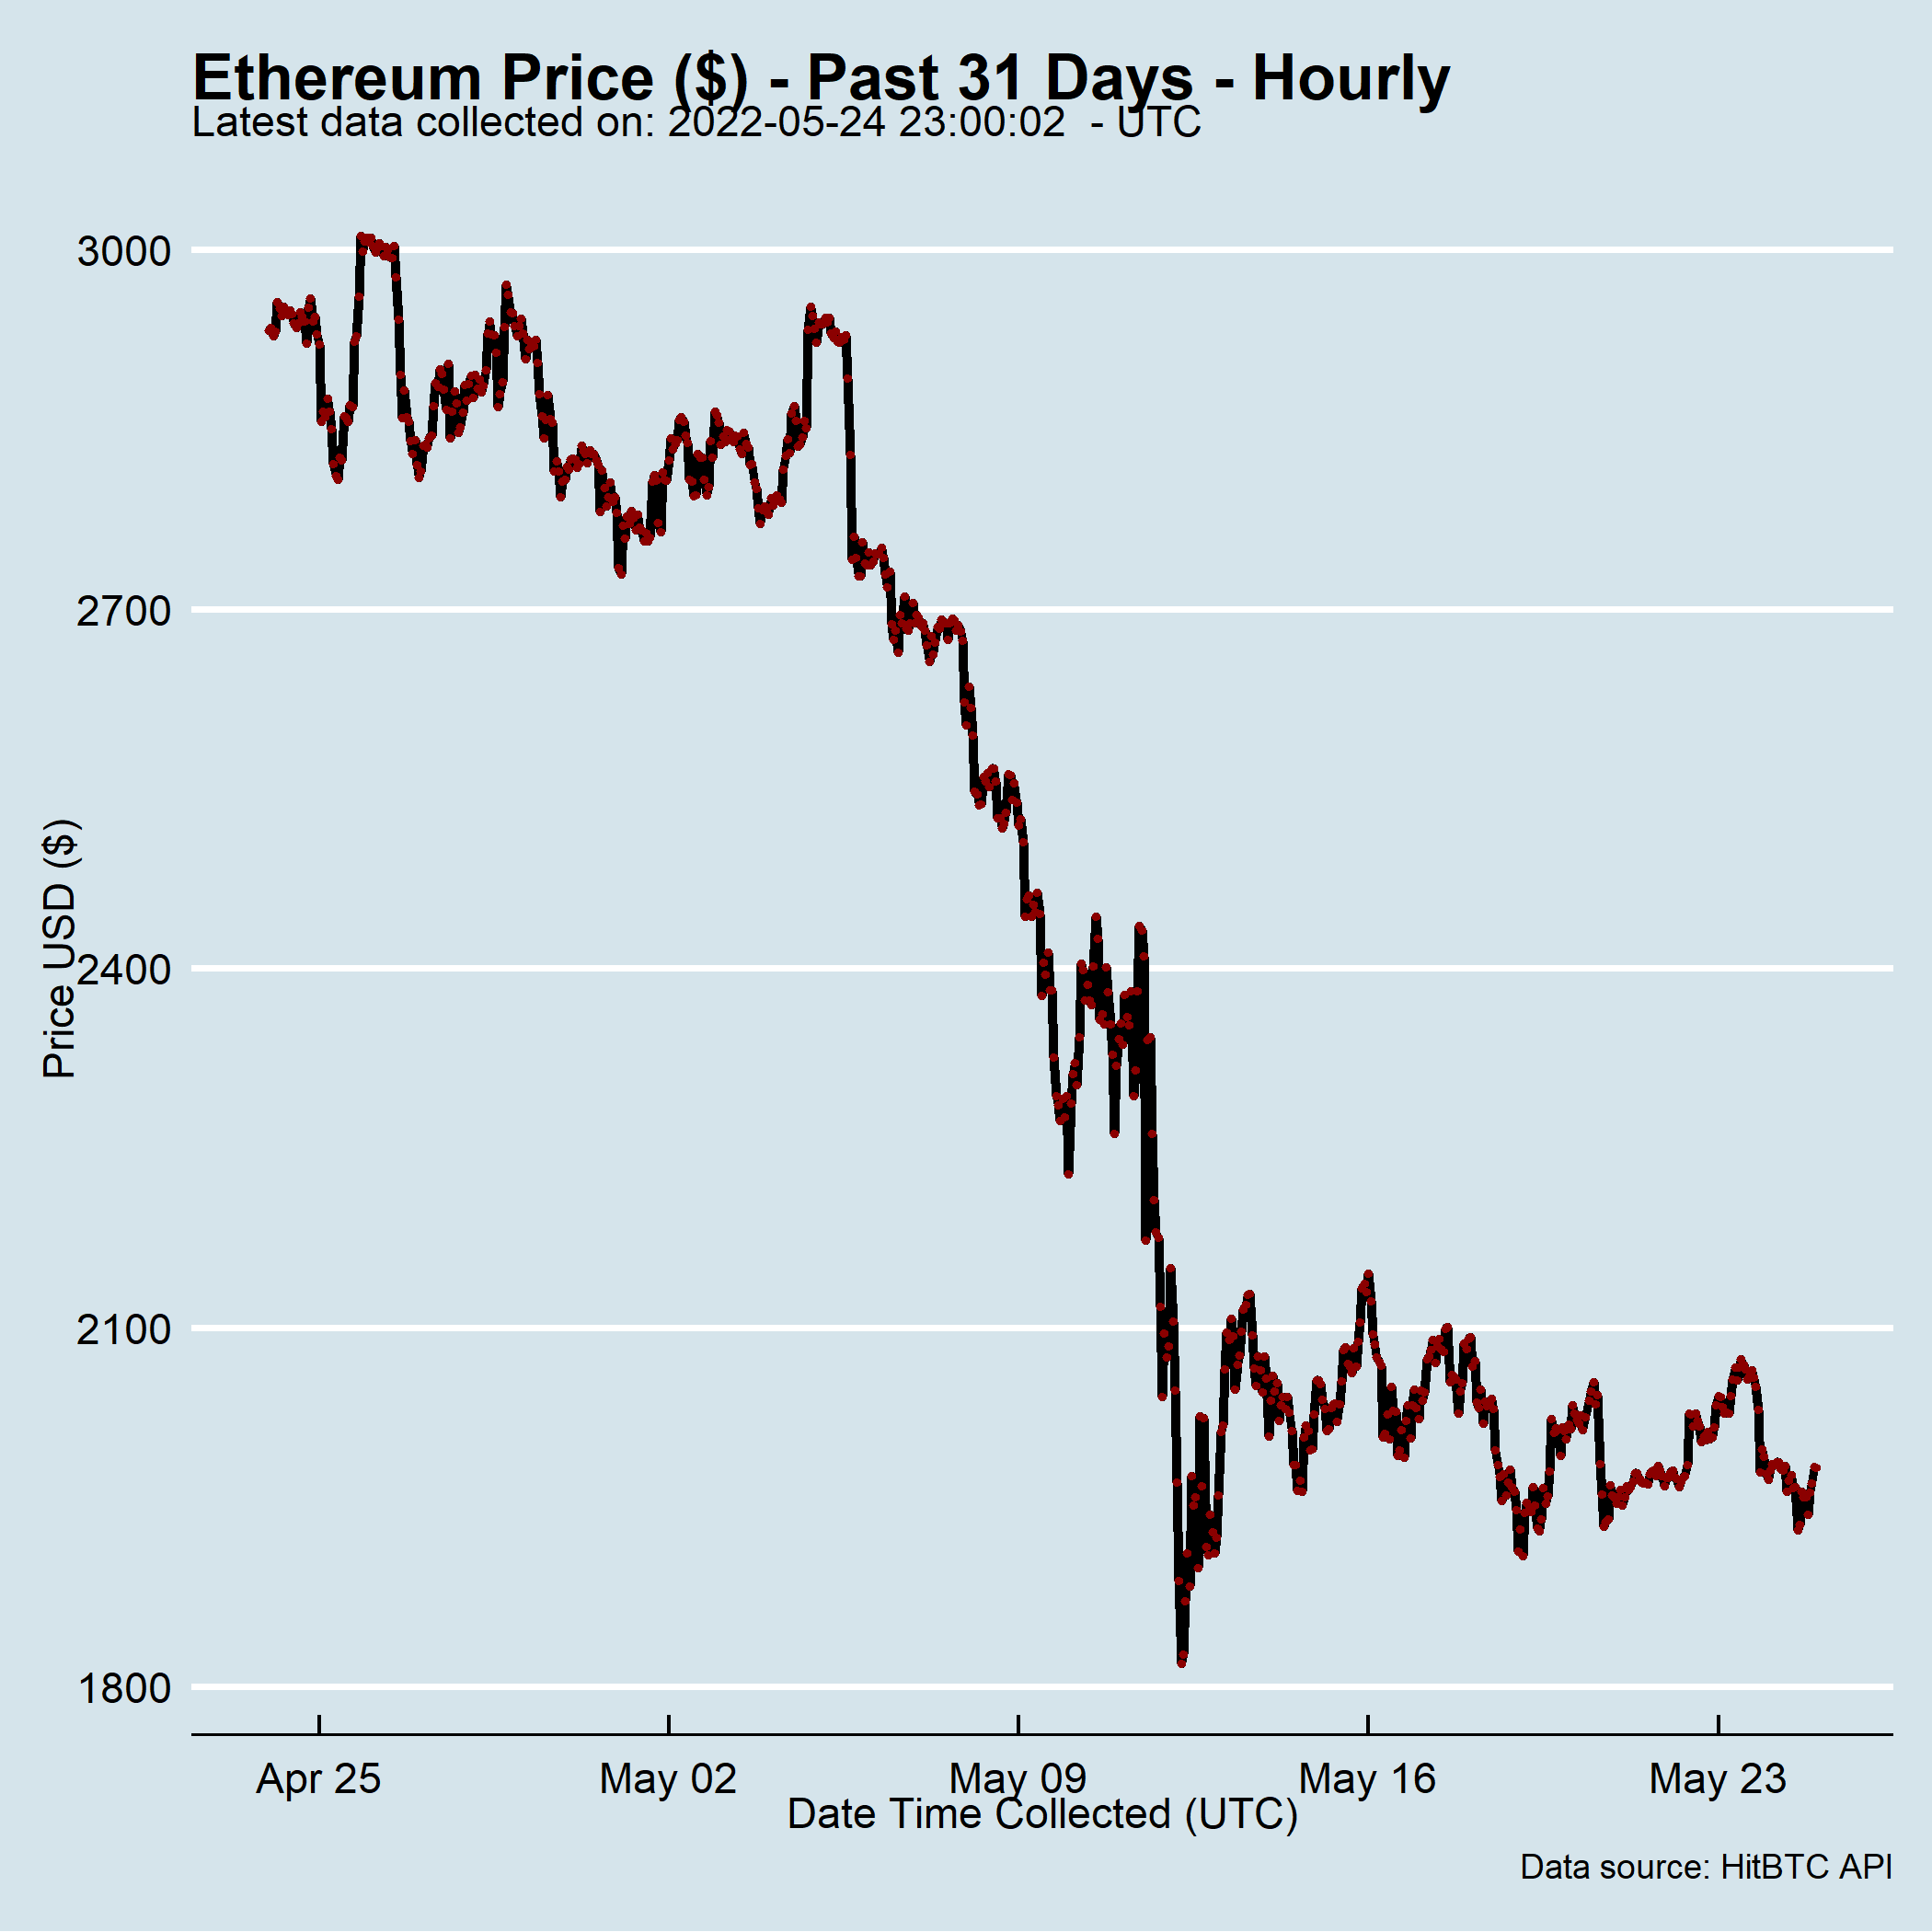 Ethereum Price ($) - Past 31 Days - Hourly
Latest data collected on: 2022-05-24 23:00:02  - UTC
Price USD ($)
3000
2700
2400
2100
1800
Apr 25
May 02
May 09
May 16
May 23
Date Time Collected (UTC)
Data source: HitBTC API